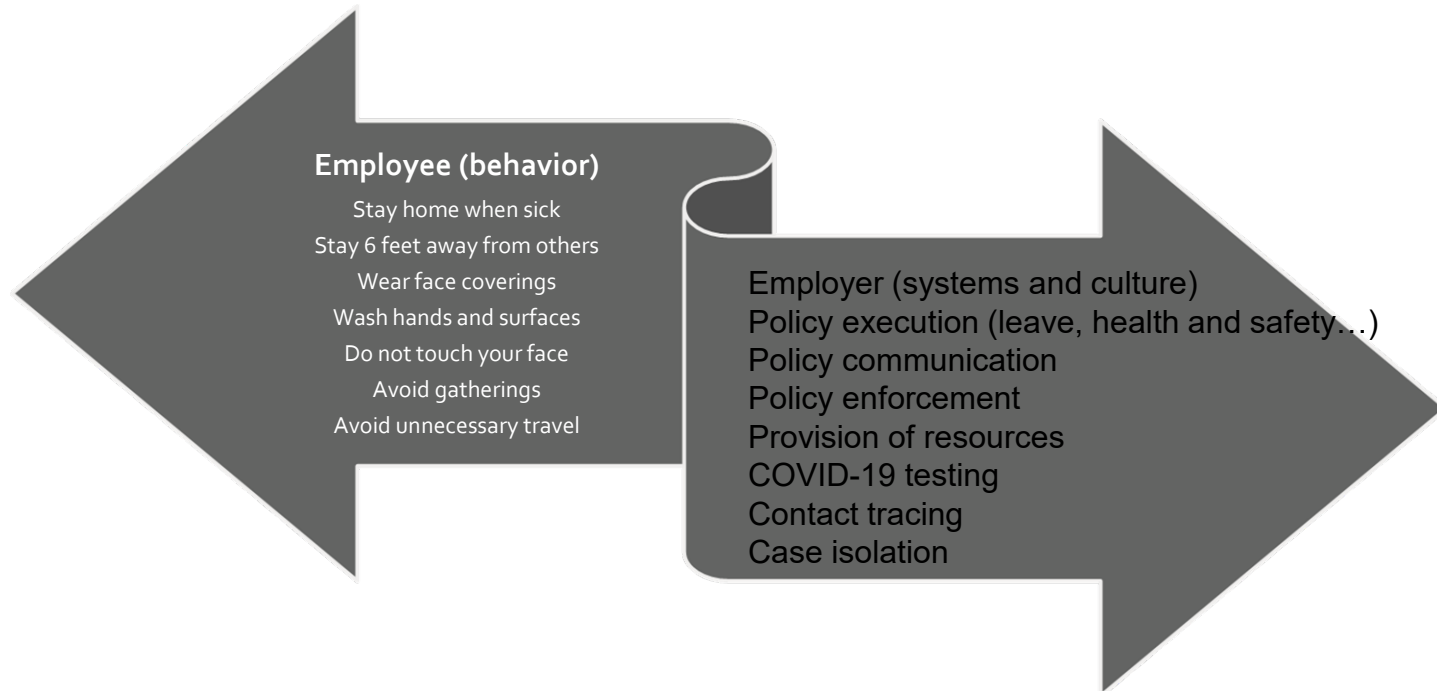 Employee (behavior)
Stay home when sick
Stay 6 feet away from others
Wear face coverings
Wash hands and surfaces
Do not touch your face
Avoid gatherings
Avoid unnecessary travel
Employer (systems and culture)
Policy execution (leave, health and safety…)
Policy communication
Policy enforcement
Provision of resources
COVID-19 testing
Contact tracing
Case isolation